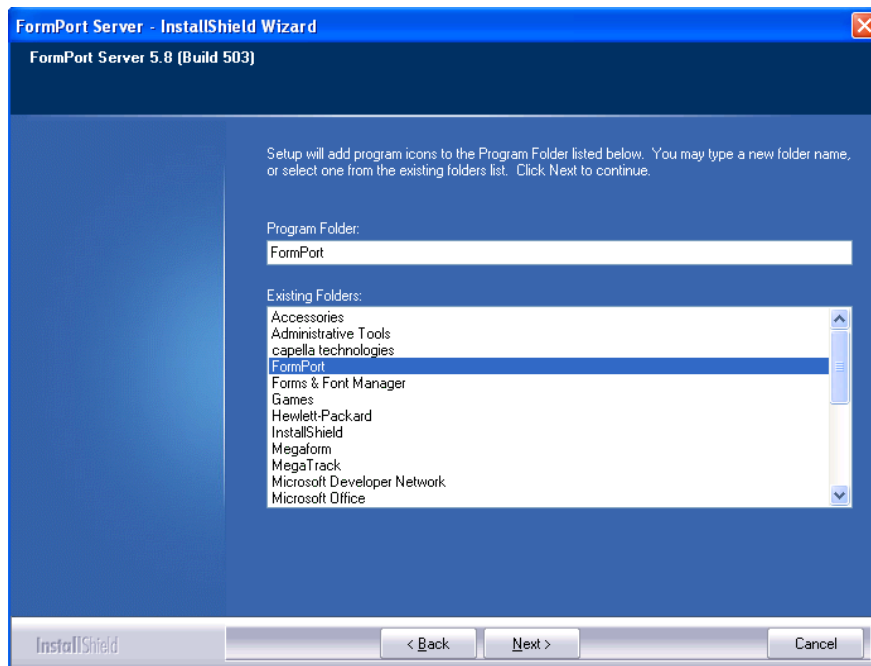 FormPort Server - InstallShield Wizard
FormPort Server 5.8 (Build 503)
Setup will add program icons to the Program Folder listed below. You may type a new folder name,
or select one from the existing folders list. Click Next to continue.
Program Folder:
FormPort
Existing Folders:
Accessories
Administrative Tools
capella technologies
FormPort
Forms & Font Manager
Games
Hewlett-Packard
InstallShield
Megaform
MegaTrack
Microsoft Developer Network
Microsoft Office
InstallShield
< Back
Next >
Cancel